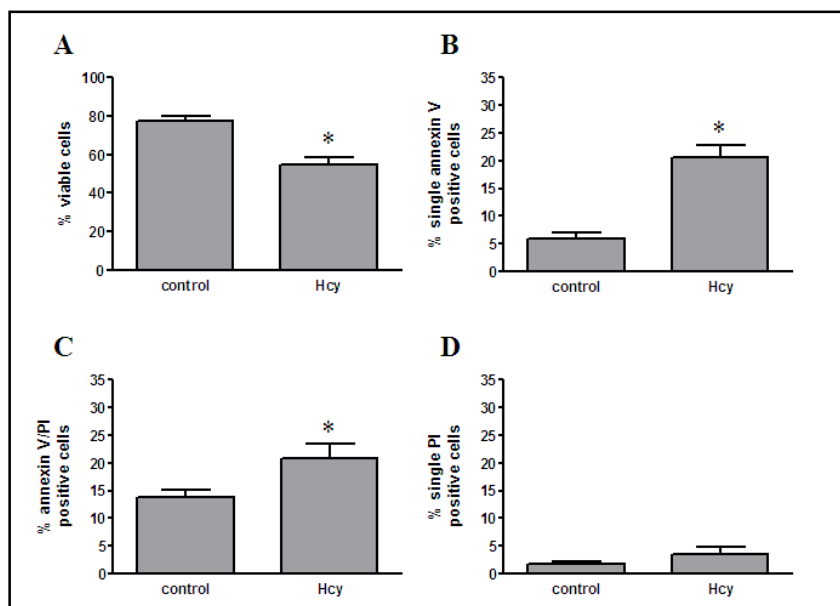 A
% viable cells
100
80
60
40
20
0
*
control
Hcy
B
% single annexin V
positive cells
35
30
25
20
15
10
5
0
*
control
Hcy
C
% annexin V/PI
positive cells
35
30
25
20
15
10
5
0
*
control
Hcy
D
% single PI
positive cells
35
30
25
20
15
10
5
0
control
Hcy